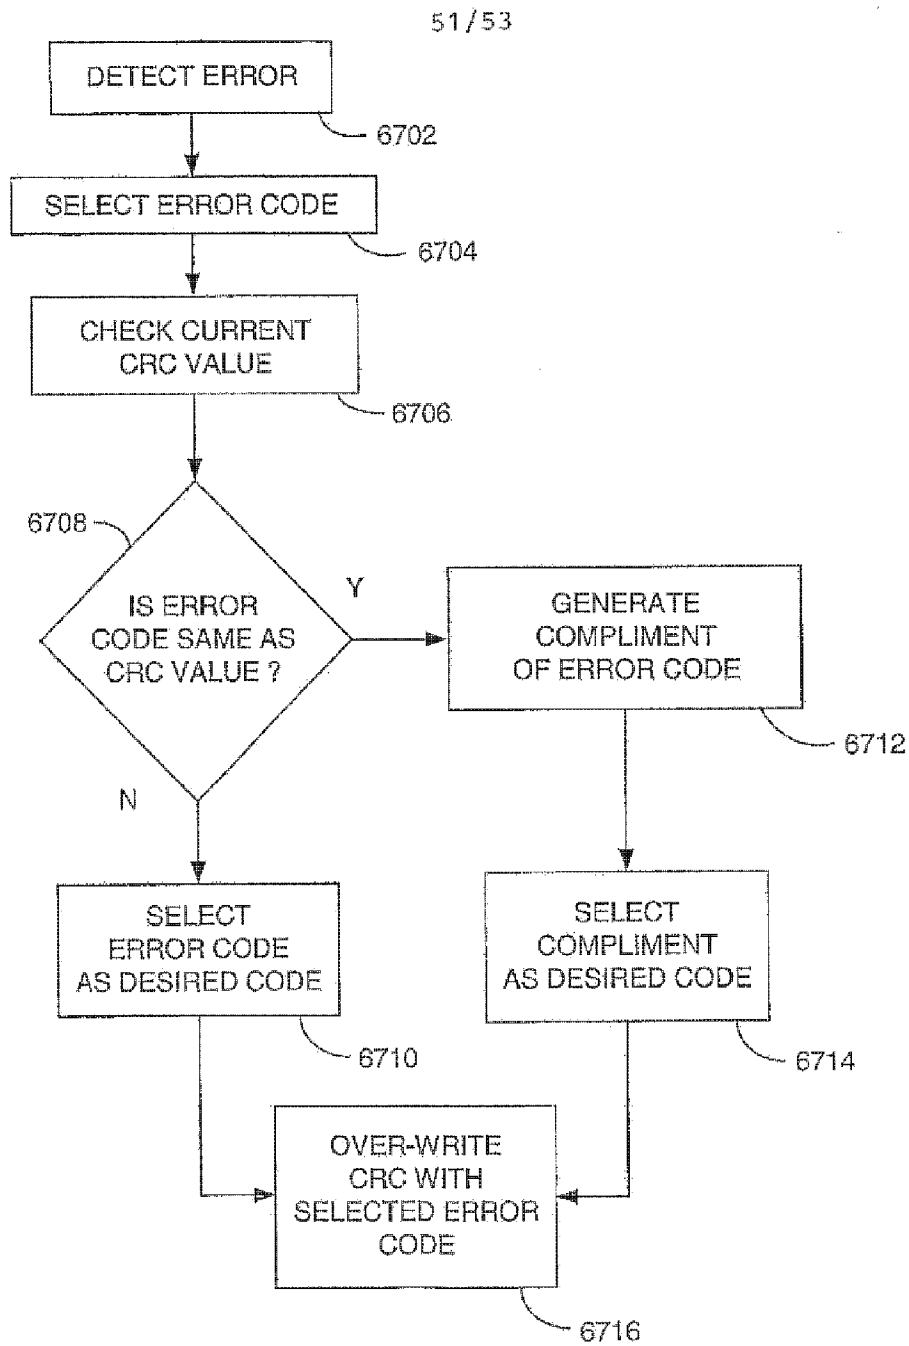 51/53
DETECT ERROR
6702
SELECT ERROR CODE
6704
CHECK CURRENT
CRC VALUE
6706
6708
IS ERROR
CODE SAME AS
CRC VALUE ?
Y
N
GENERATE
COMPLIMENT
OF ERROR CODE
6712
SELECT
ERROR CODE
AS DESIRED CODE
6710
SELECT
COMPLIMENT
AS DESIRED CODE
6714
OVER-WRITE
CRC WITH
SELECTED ERROR
CODE
6716